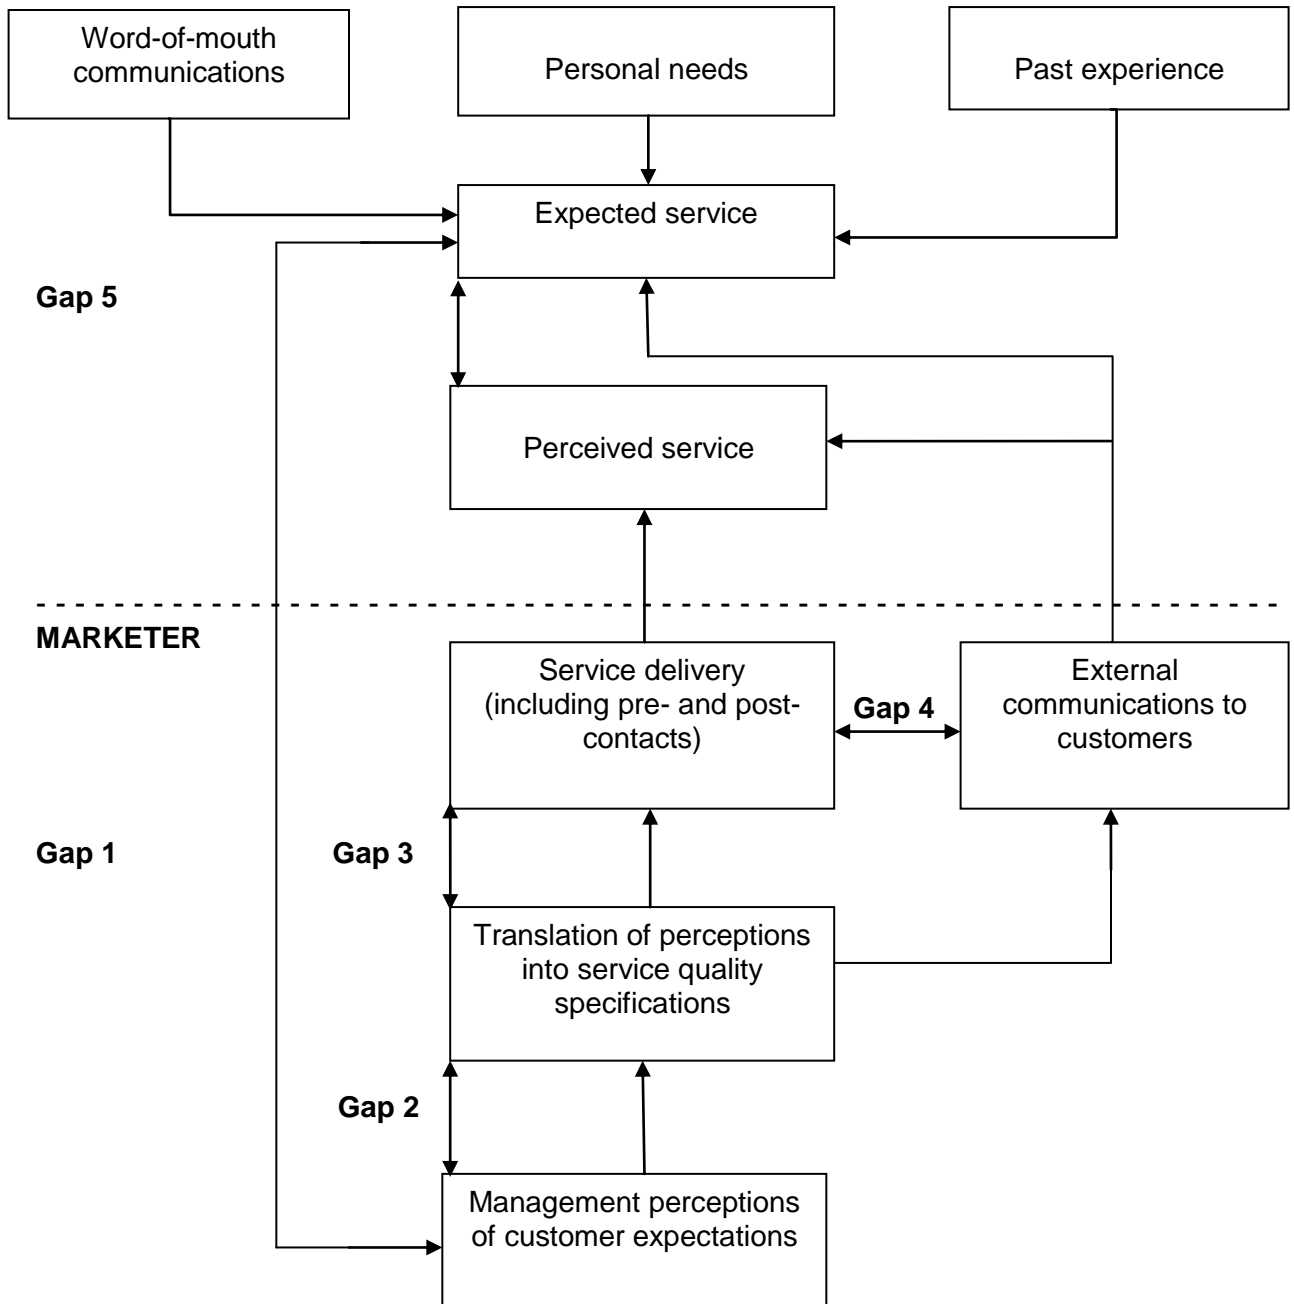 Word-of-mouth
communications
Personal needs
Past experience
Expected service
Gap 5
Perceived service
MARKETER
Service delivery
(including pre- and post-
contacts)
Gap 4
External
communications to
customers
Gap 1
Gap 3
Translation of perceptions
into service quality
specifications
Gap 2
Management perceptions
of customer expectations